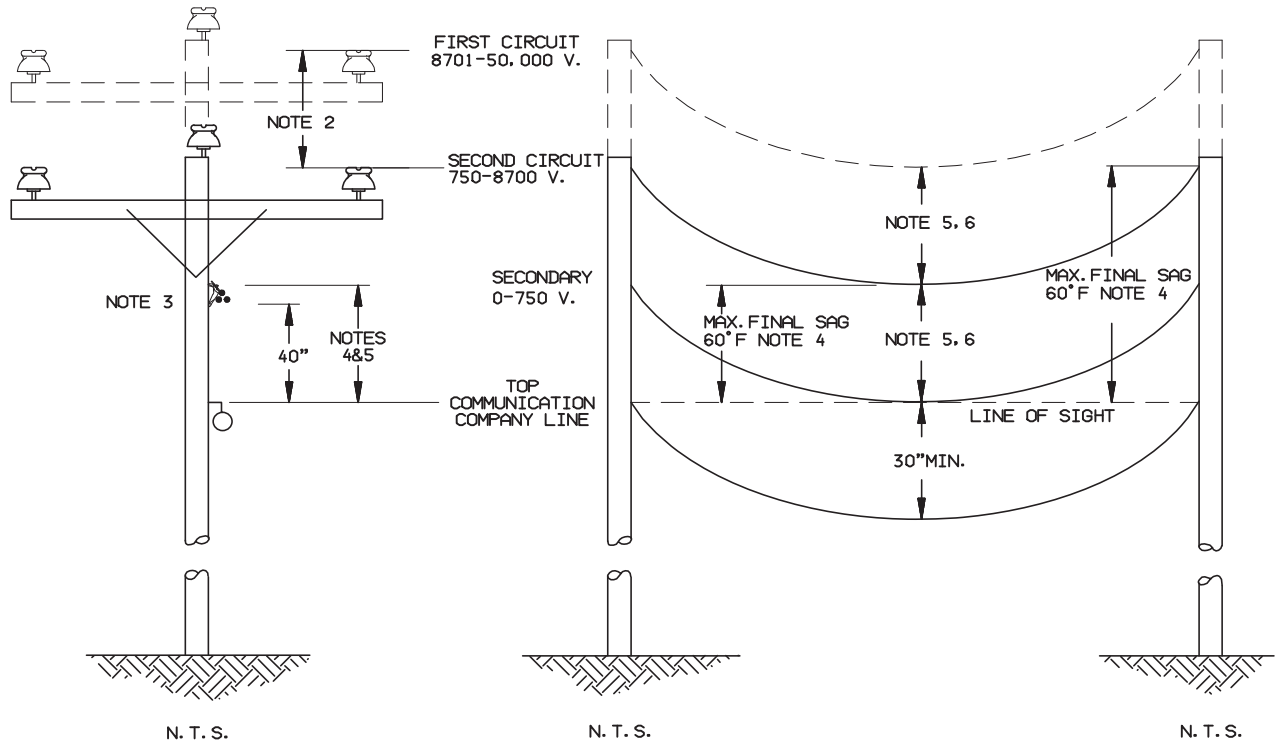 FIRST CIRCUIT
8701-50,000 V.
NOTE 2
SECOND CIRCUIT
750-8700 V.
NOTE 5,6
SECONDARY
0-750 V.
MAX. FINAL SAG
60°F NOTE 4
NOTE 3
MAX. FINAL SAG
60°F NOTE 4
NOTES
4&5
40"
NOTE 5,6
TOP
COMMUNICATION
COMPANY LINE
LINE OF SIGHT
30"MIN.
N.T.S.
N.T.S.
N.T.S.